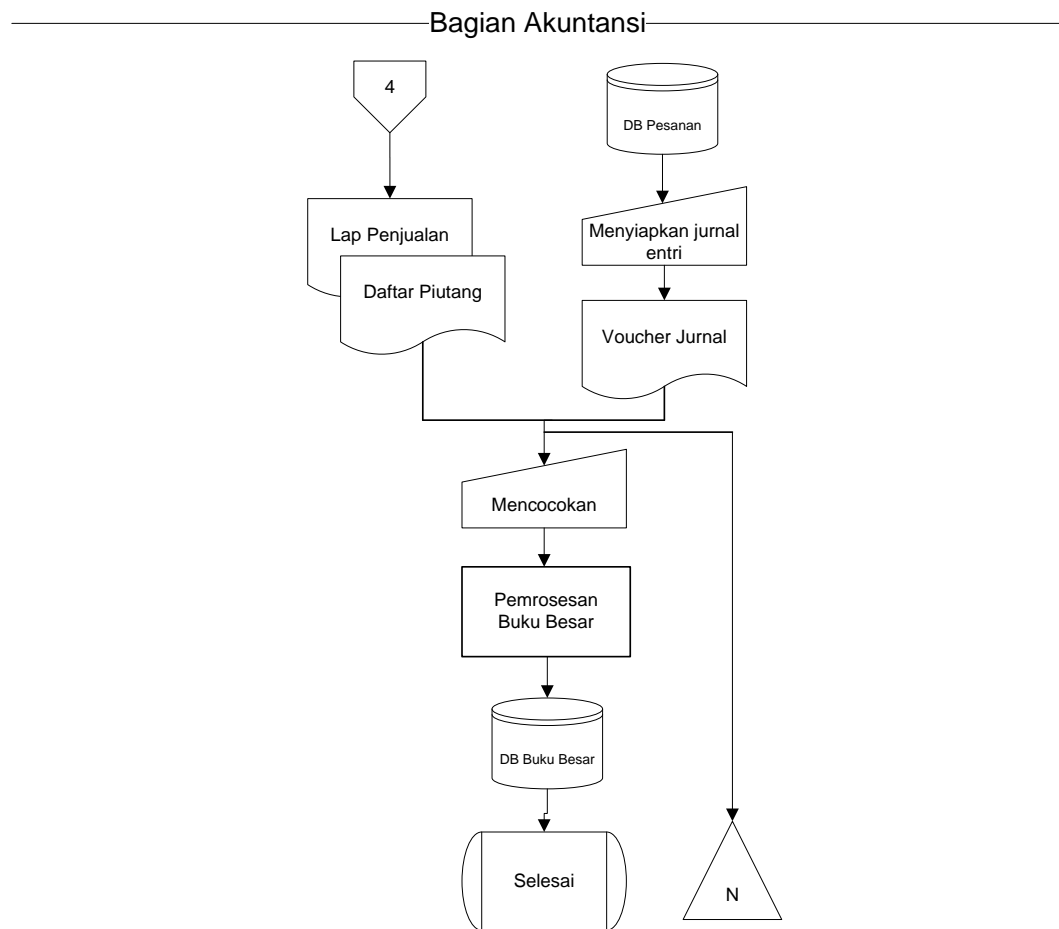 Bagian Akuntansi
4
DB Pesanan
Lap Penjualan
Daftar Piutang
Menyiapkan jurnal
entri
Voucher Jurnal
Mencocokan
Pemrosesan
Buku Besar
DB Buku Besar
Selesai
N